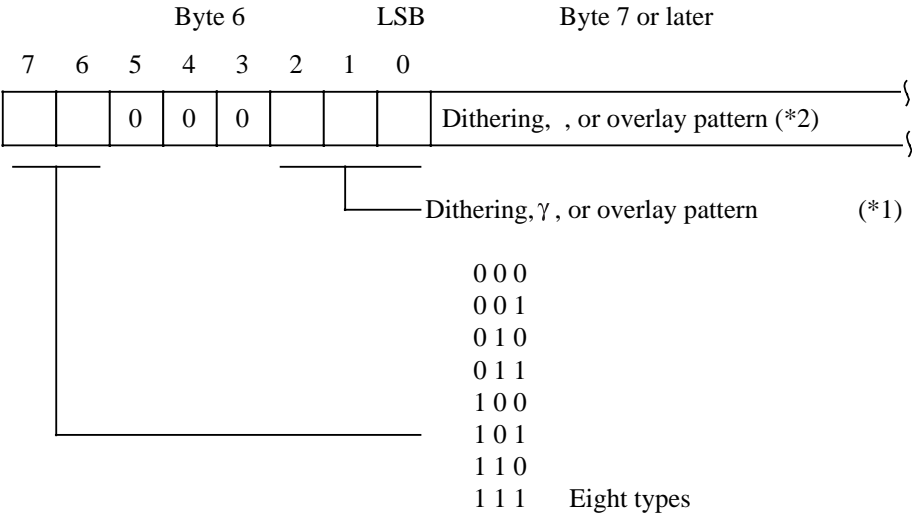 Byte 6 LSB Byte 7 or later
7 6 5 4 3 2 1 0
0 0 0 Dithering, , or overlay pattern (*2)
Dithering, γ , or overlay pattern (*1)
0 0 0
0 0 1
0 1 0
0 1 1
1 0 0
1 0 1
1 1 0
1 1 1 Eight types